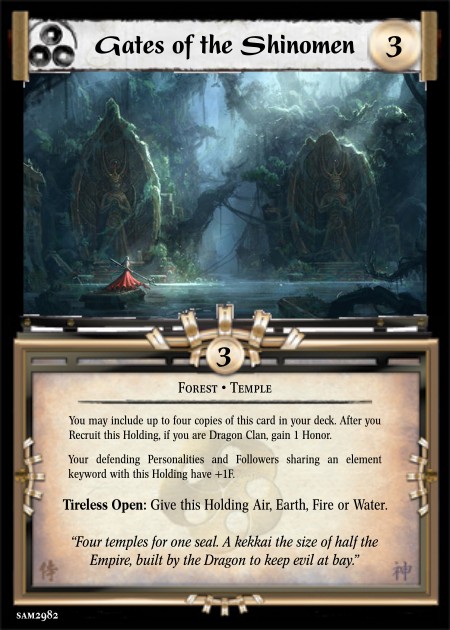 Gates of the Shinomen
3
3
Forest • Temple
You may include up to four copies of this card in your deck. After you
Recruit this Holding, if you are Dragon Clan, gain 1 Honor.
Your defending Personalities and Followers sharing an element
keyword with this Holding have +1F.
Tireless Open: Give this Holding Air, Earth, Fire or Water.
“Four temples for one seal. A kekkai the size of half the
Empire, built by the Dragon to keep evil at bay.”
侍
神
SAM2982